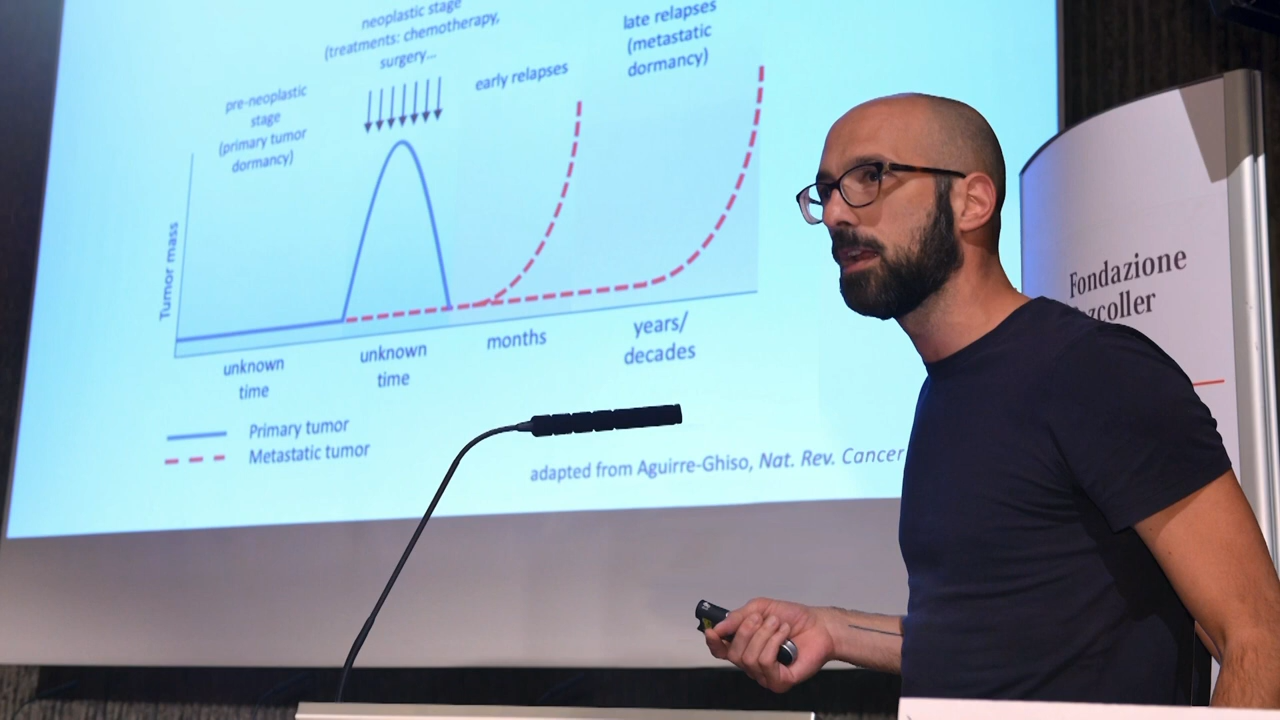 neoplastic stage
(treatments: chemotherapy,
surgery...
late relapses
(metastatic
dormancy)
early relapses
pre-neoplastic
stage
(primary tumor
dormancy)
Tumor mass
unknown
time
unknown
time
months
years/
decades
Primary tumor
Metastatic tumor
adapted from Aguirre-Ghiso, Nat. Rev. Cancer
Fondazione